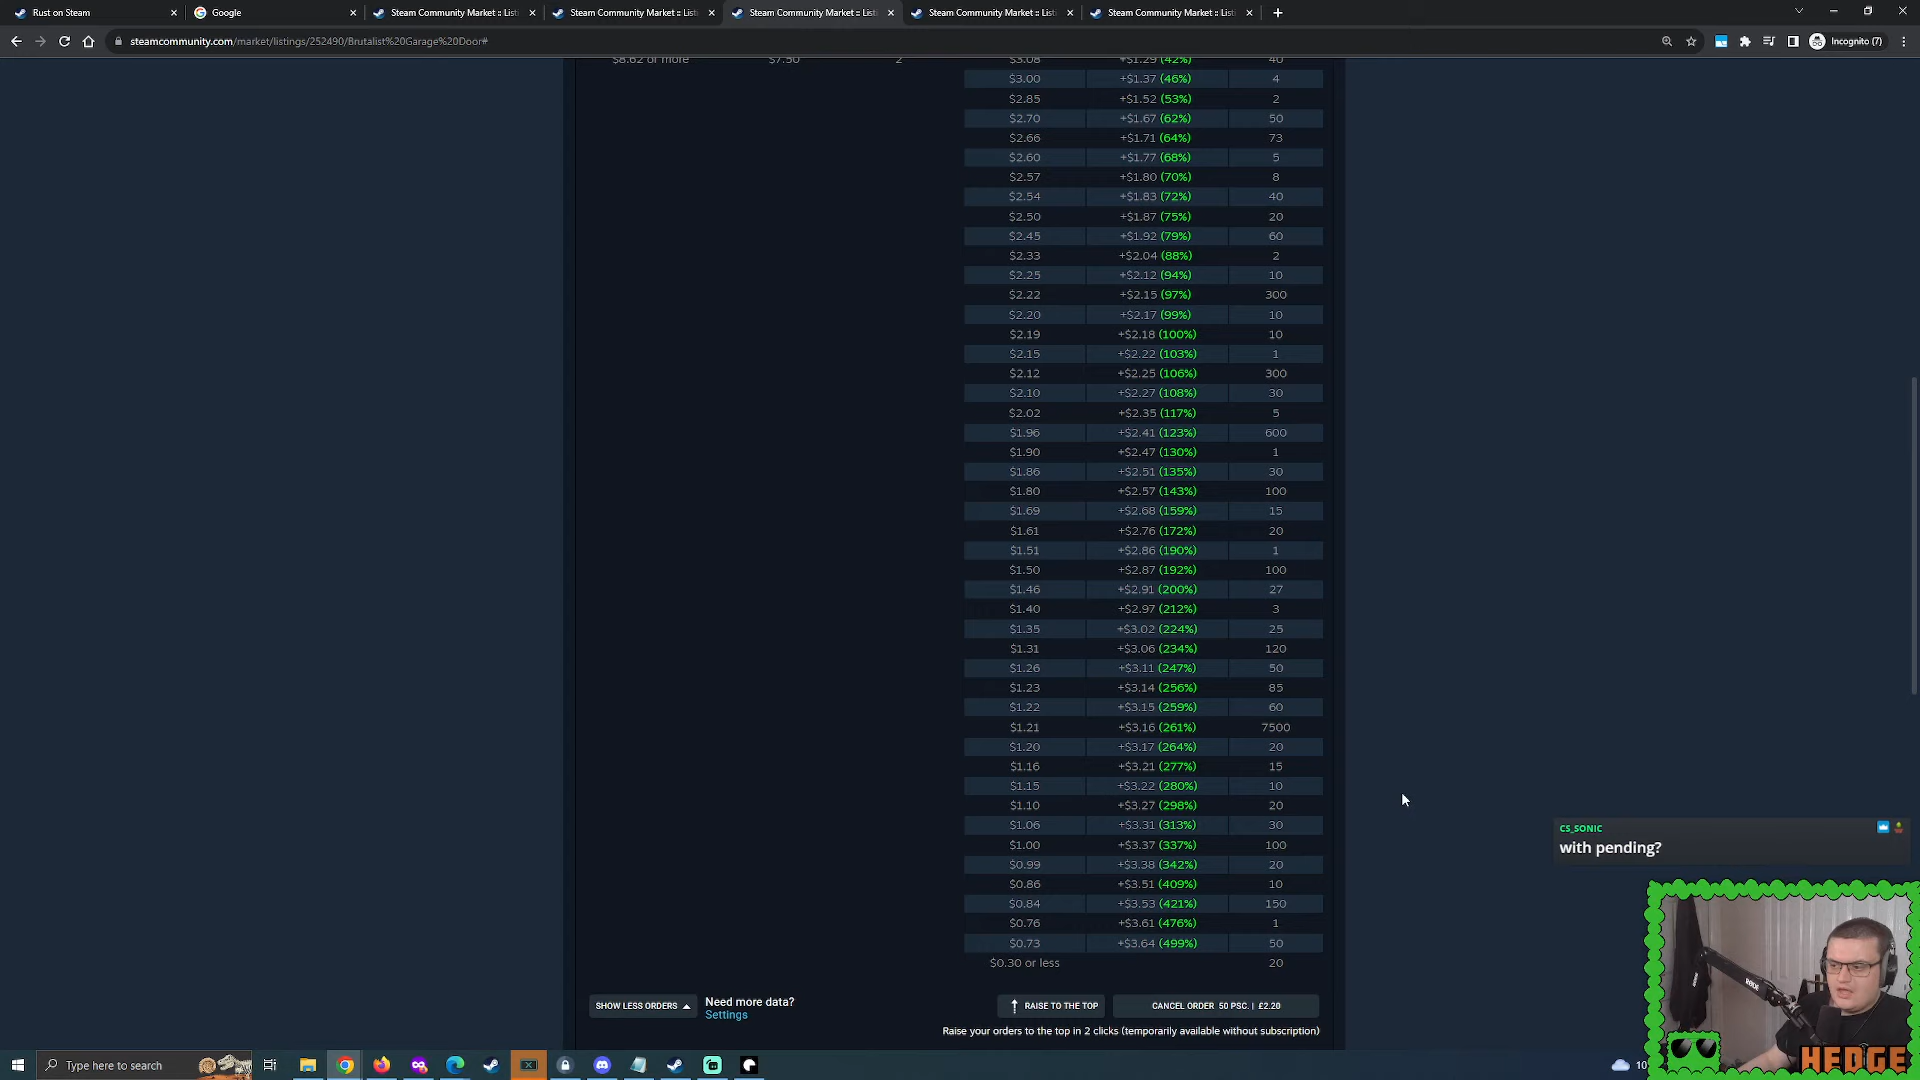 Rust on Steam
Google
Steam Community Market :: Listi
Steam Community Market :: Listi
Steam Community Market :: Listi
Steam Community Market :: Listi
Steam Community Market :: Listi
steamcommunity.com/market/listings/252490/Brutalist%20Garage%20Door#
Incognito (7)
$8.62 or more $7.50 2 $3.08 +$1.29 (42%) 40
$3.00 +$1.37 (46%) 4
$2.85 +$1.52 (53%) 2
$2.70 +$1.67 (62%) 50
$2.66 +$1.71 (64%) 73
$2.60 +$1.77 (68%) 5
$2.57 +$1.80 (70%) 8
$2.54 +$1.83 (72%) 40
$2.50 +$1.87 (75%) 20
$2.45 +$1.92 (79%) 60
$2.33 +$2.04 (88%) 2
$2.25 +$2.12 (94%) 10
$2.22 +$2.15 (97%) 300
$2.20 +$2.17 (99%) 10
$2.19 +$2.18 (100%) 10
$2.15 +$2.22 (103%) 1
$2.12 +$2.25 (106%) 300
$2.10 +$2.27 (108%) 30
$2.02 +$2.35 (117%) 5
$1.96 +$2.41 (123%) 600
$1.90 +$2.47 (130%) 1
$1.86 +$2.51 (135%) 30
$1.80 +$2.57 (143%) 100
$1.69 +$2.68 (159%) 15
$1.61 +$2.76 (172%) 20
$1.51 +$2.86 (190%) 1
$1.50 +$2.87 (192%) 100
$1.46 +$2.91 (200%) 27
$1.40 +$2.97 (212%) 3
$1.35 +$3.02 (224%) 25
$1.31 +$3.06 (234%) 120
$1.26 +$3.11 (247%) 50
$1.23 +$3.14 (256%) 85
$1.22 +$3.15 (259%) 60
$1.21 +$3.16 (261%) 7500
$1.20 +$3.17 (264%) 20
$1.16 +$3.21 (277%) 15
$1.15 +$3.22 (280%) 10
$1.10 +$3.27 (298%) 20
$1.06 +$3.31 (313%) 30
$1.00 +$3.37 (337%) 100
$0.99 +$3.38 (342%) 20
$0.86 +$3.51 (409%) 10
$0.84 +$3.53 (421%) 150
$0.76 +$3.61 (476%) 1
$0.73 +$3.64 (499%) 50
$0.30 or less 20
CS_SONIC
with pending?
SHOW LESS ORDERS
Need more data?
Settings
RAISE TO THE TOP
CANCEL ORDER 50 PSC. | £2.20
Raise your orders to the top in 2 clicks (temporarily available without subscription)
RØDE
HEDGE
Type here to search